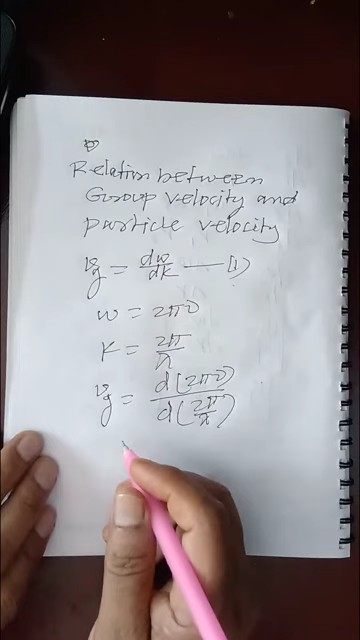 Relation between
Group velocity and
particle velocity
vg = dω/dK — (1)
ω = 2πν
K = 2π/λ
vg = d(2πν)/d(2π/λ)